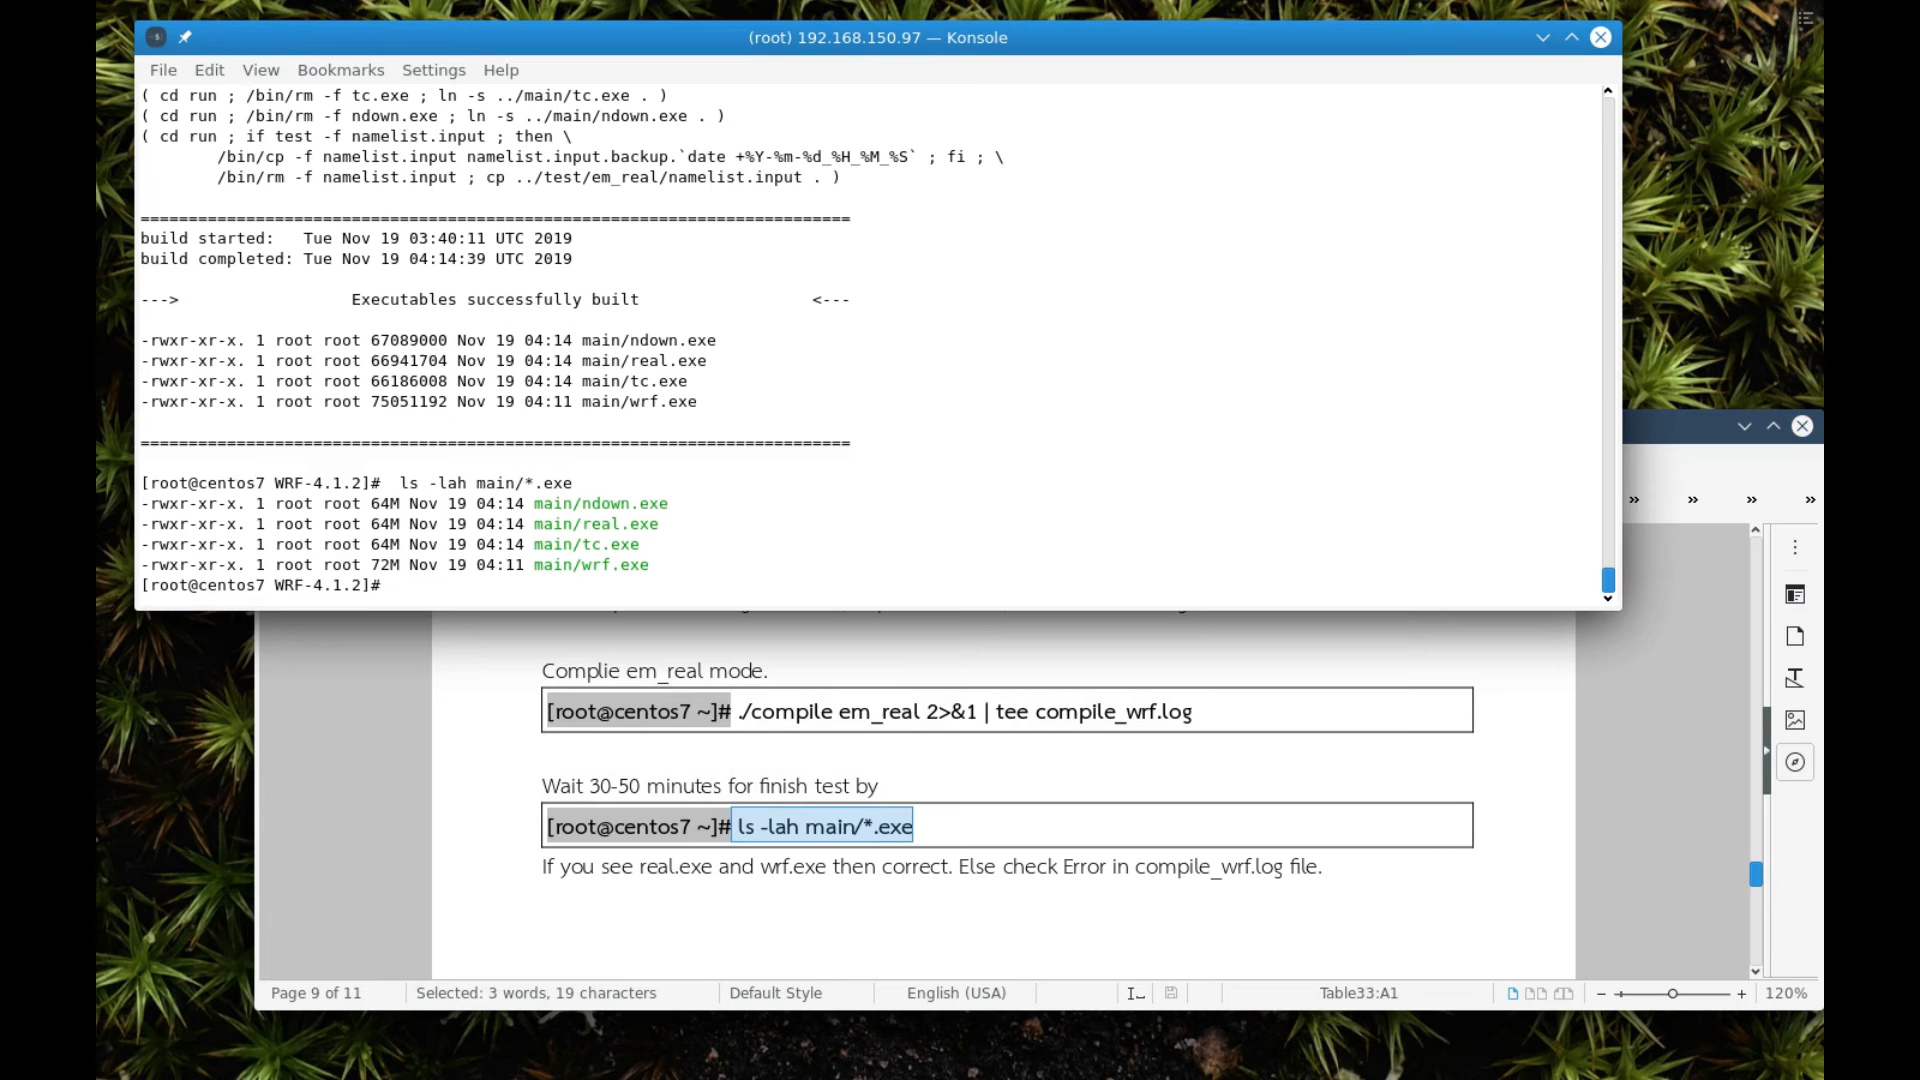 (root) 192.168.150.97 — Konsole
File Edit View Bookmarks Settings Help
( cd run ; /bin/rm -f tc.exe ; ln -s ../main/tc.exe . )
( cd run ; /bin/rm -f ndown.exe ; ln -s ../main/ndown.exe . )
( cd run ; if test -f namelist.input ; then \
/bin/cp -f namelist.input namelist.input.backup.`date +%Y-%m-%d_%H_%M_%S` ; fi ; \
/bin/rm -f namelist.input ; cp ../test/em_real/namelist.input . )
==========================================================================
build started:   Tue Nov 19 03:40:11 UTC 2019
build completed: Tue Nov 19 04:14:39 UTC 2019
--->                  Executables successfully built                  <---
-rwxr-xr-x. 1 root root 67089000 Nov 19 04:14 main/ndown.exe
-rwxr-xr-x. 1 root root 66941704 Nov 19 04:14 main/real.exe
-rwxr-xr-x. 1 root root 66186008 Nov 19 04:14 main/tc.exe
-rwxr-xr-x. 1 root root 75051192 Nov 19 04:11 main/wrf.exe
==========================================================================
[root@centos7 WRF-4.1.2]#  ls -lah main/*.exe
-rwxr-xr-x. 1 root root 64M Nov 19 04:14 main/ndown.exe
-rwxr-xr-x. 1 root root 64M Nov 19 04:14 main/real.exe
-rwxr-xr-x. 1 root root 64M Nov 19 04:14 main/tc.exe
-rwxr-xr-x. 1 root root 72M Nov 19 04:11 main/wrf.exe
[root@centos7 WRF-4.1.2]#
Complie em_real mode.
[root@centos7 ~]# ./compile em_real 2>&1 | tee compile_wrf.log
Wait 30-50 minutes for finish test by
[root@centos7 ~]# ls -lah main/*.exe
If you see real.exe and wrf.exe then correct. Else check Error in compile_wrf.log file.
Page 9 of 11 Selected: 3 words, 19 characters Default Style English (USA) Table33:A1 120%